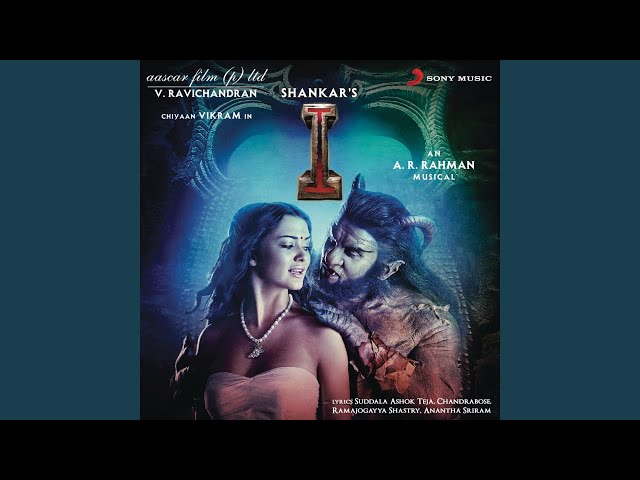 aascar film (p) ltd
V. RAVICHANDRAN
CHIYAAN VIKRAM IN
SHANKAR'S
I
SONY MUSIC
AN
A. R. RAHMAN
MUSICAL
LYRICS SUDDALA ASHOK TEJA, CHANDRABOSE,
RAMAJOGAYYA SHASTRY, ANANTHA SRIRAM